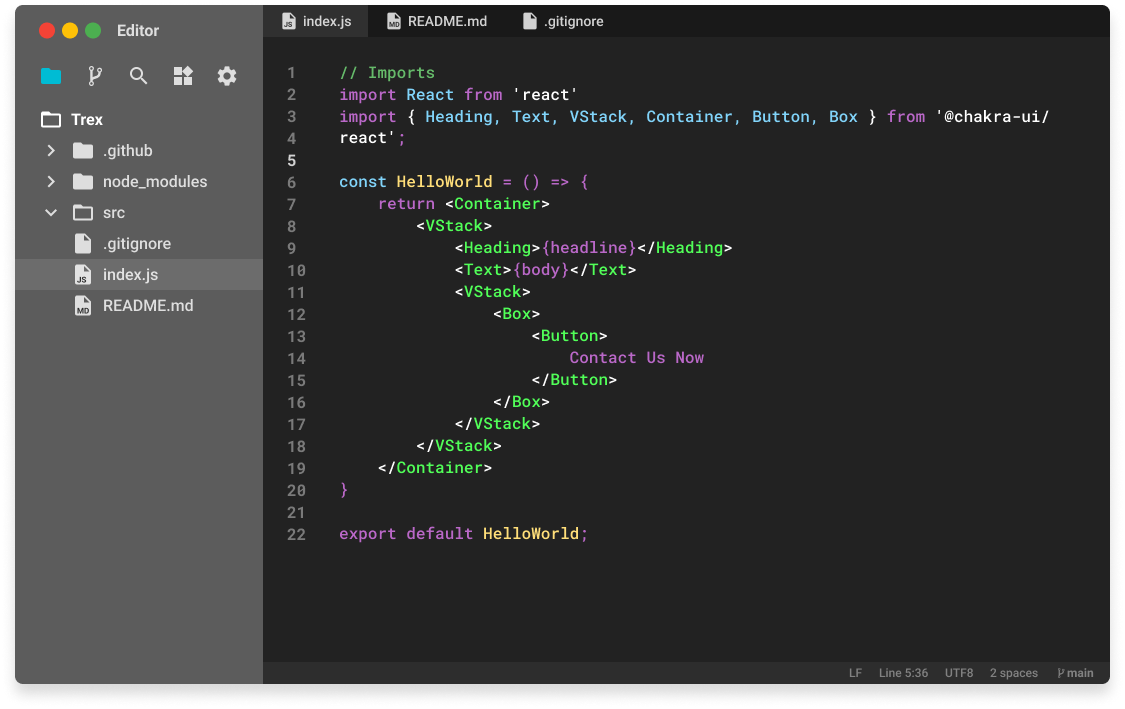 Editor
index.js
README.md
.gitignore
Trex
.github
node_modules
src
.gitignore
index.js
README.md
1 // Imports
2 import React from 'react'
3 import { Heading, Text, VStack, Container, Button, Box } from '@chakra-ui/
4 react';
5
6 const HelloWorld = () => {
7     return <Container>
8         <VStack>
9             <Heading>{headline}</Heading>
10             <Text>{body}</Text>
11             <VStack>
12                 <Box>
13                     <Button>
14                         Contact Us Now
15                     </Button>
16                 </Box>
17             </VStack>
18         </VStack>
19     </Container>
20 }
21
22 export default HelloWorld;
LF Line 5:36 UTF8 2 spaces main